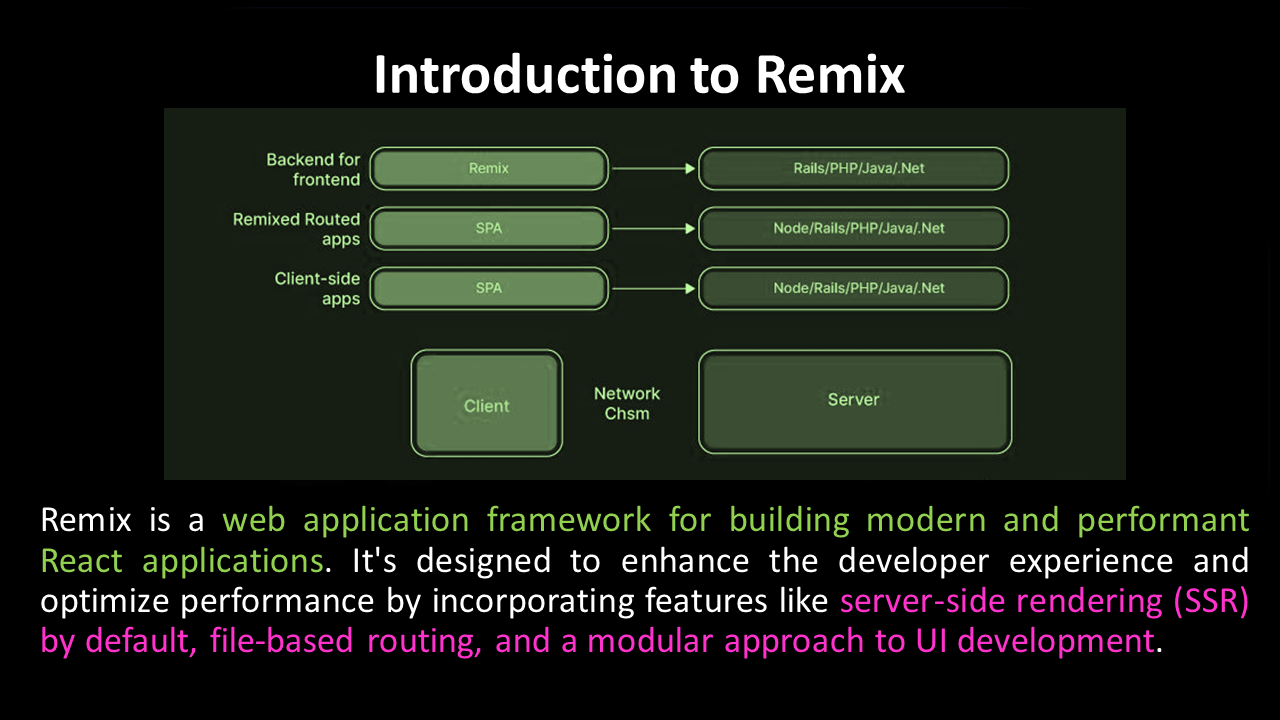 Introduction to Remix
Backend for
frontend
Remix
Rails/PHP/Java/.Net
Remixed Routed
apps
SPA
Node/Rails/PHP/Java/.Net
Client-side
apps
SPA
Node/Rails/PHP/Java/.Net
Client
Network
Chsm
Server
Remix is a web application framework for building modern and performant
React applications. It's designed to enhance the developer experience and
optimize performance by incorporating features like server-side rendering (SSR)
by default, file-based routing, and a modular approach to UI development.